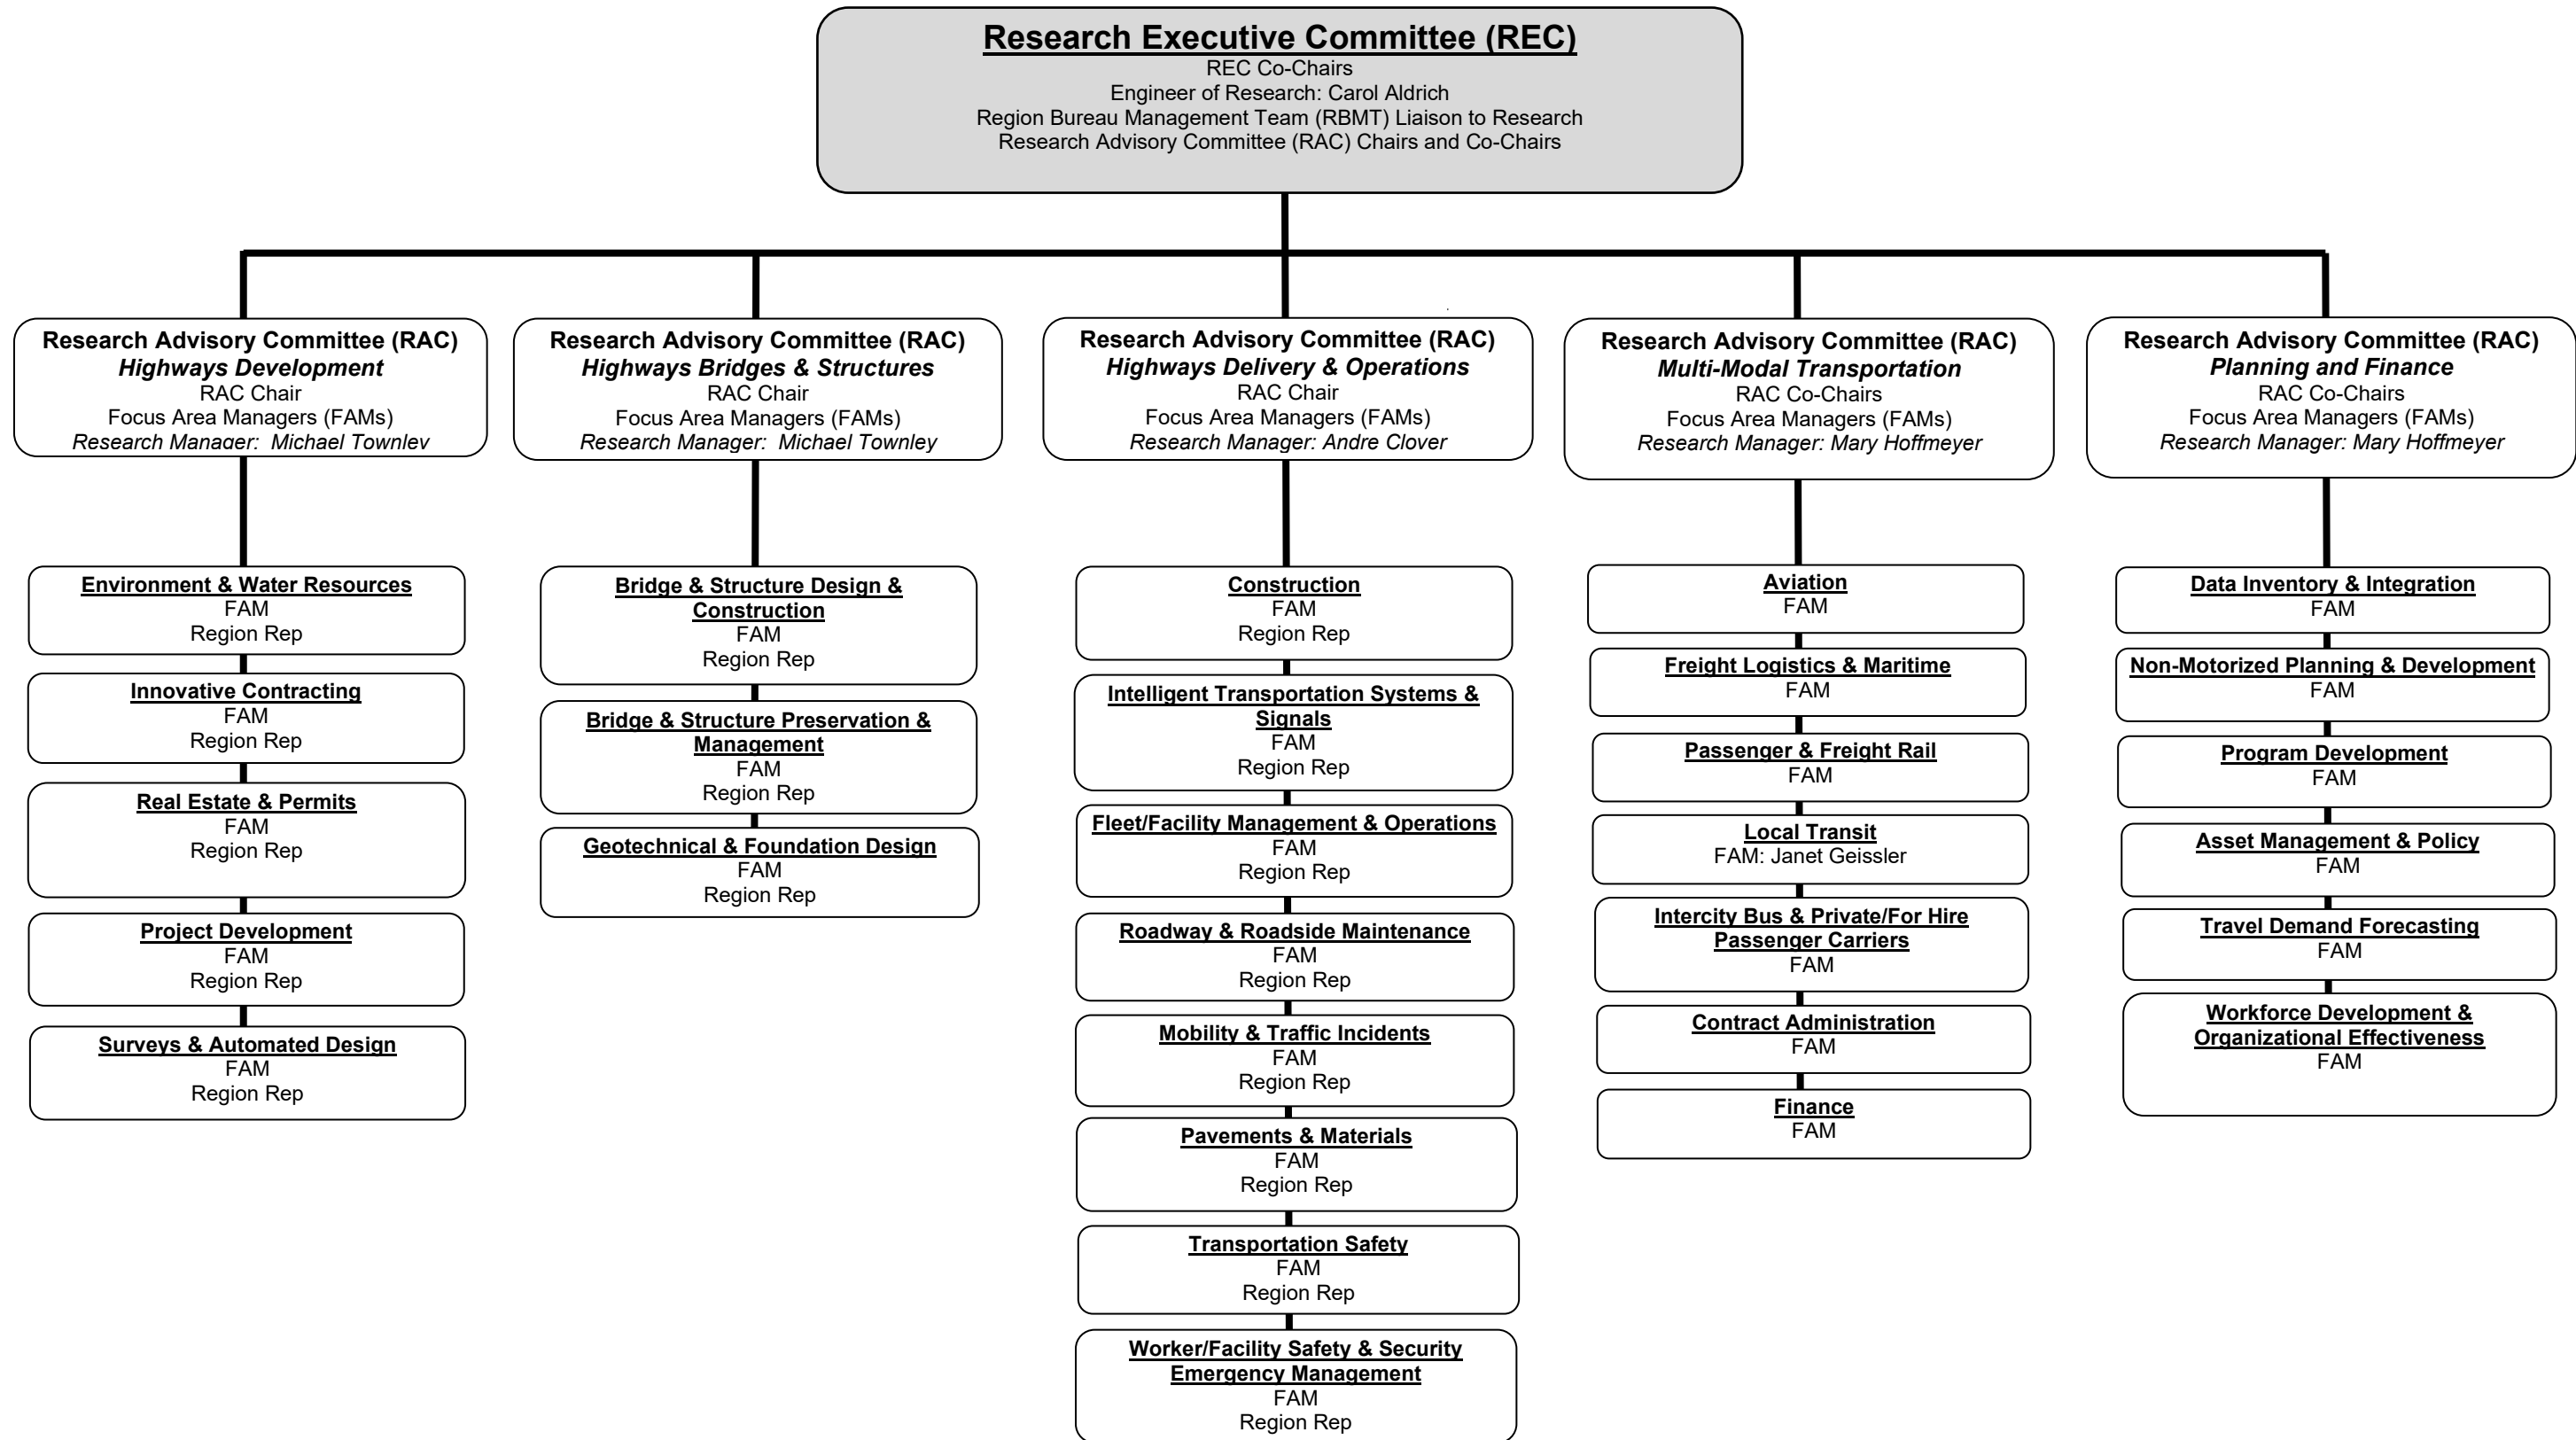 Research Executive Committee (REC)
REC Co-Chairs
Engineer of Research: Carol Aldrich
Region Bureau Management Team (RBMT) Liaison to Research
Research Advisory Committee (RAC) Chairs and Co-Chairs
Research Advisory Committee (RAC)
Highways Development
RAC Chair
Focus Area Managers (FAMs)
Research Manager: Michael Townley
Environment & Water Resources
FAM
Region Rep
Innovative Contracting
FAM
Region Rep
Real Estate & Permits
FAM
Region Rep
Project Development
FAM
Region Rep
Surveys & Automated Design
FAM
Region Rep
Research Advisory Committee (RAC)
Highways Bridges & Structures
RAC Chair
Focus Area Managers (FAMs)
Research Manager: Michael Townley
Bridge & Structure Design &
Construction
FAM
Region Rep
Bridge & Structure Preservation &
Management
FAM
Region Rep
Geotechnical & Foundation Design
FAM
Region Rep
Research Advisory Committee (RAC)
Highways Delivery & Operations
RAC Chair
Focus Area Managers (FAMs)
Research Manager: Andre Clover
Construction
FAM
Region Rep
Intelligent Transportation Systems &
Signals
FAM
Region Rep
Fleet/Facility Management & Operations
FAM
Region Rep
Roadway & Roadside Maintenance
FAM
Region Rep
Mobility & Traffic Incidents
FAM
Region Rep
Pavements & Materials
FAM
Region Rep
Transportation Safety
FAM
Region Rep
Worker/Facility Safety & Security
Emergency Management
FAM
Region Rep
Research Advisory Committee (RAC)
Multi-Modal Transportation
RAC Co-Chairs
Focus Area Managers (FAMs)
Research Manager: Mary Hoffmeyer
Aviation
FAM
Freight Logistics & Maritime
FAM
Passenger & Freight Rail
FAM
Local Transit
FAM: Janet Geissler
Intercity Bus & Private/For Hire
Passenger Carriers
FAM
Contract Administration
FAM
Finance
FAM
Research Advisory Committee (RAC)
Planning and Finance
RAC Co-Chairs
Focus Area Managers (FAMs)
Research Manager: Mary Hoffmeyer
Data Inventory & Integration
FAM
Non-Motorized Planning & Development
FAM
Program Development
FAM
Asset Management & Policy
FAM
Travel Demand Forecasting
FAM
Workforce Development &
Organizational Effectiveness
FAM